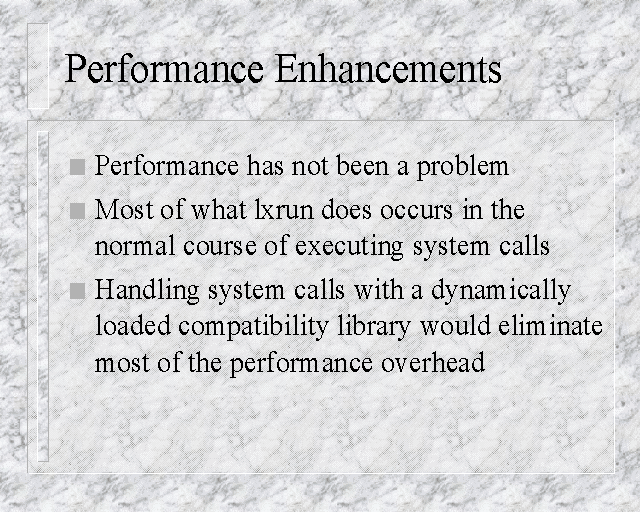 Performance Enhancements
Performance has not been a problem
Most of what lxrun does occurs in the
normal course of executing system calls
Handling system calls with a dynamically
loaded compatibility library would eliminate
most of the performance overhead